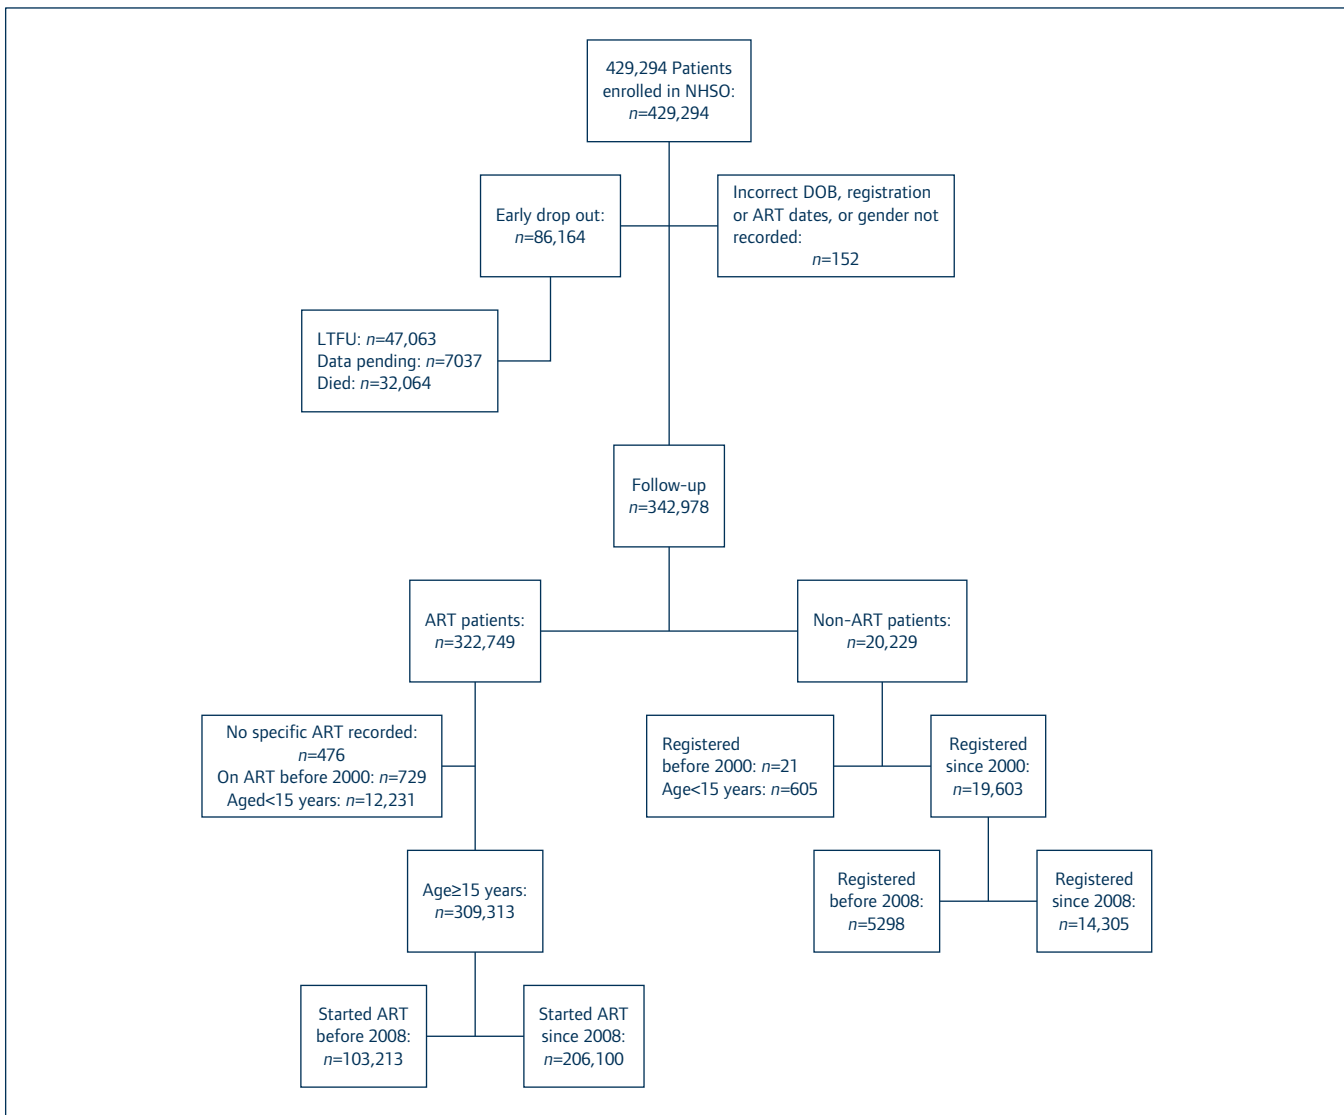 429,294 Patients
enrolled in NHSO:
n=429,294
Early drop out:
n=86,164
Incorrect DOB, registration
or ART dates, or gender not
recorded:
n=152
LTFU: n=47,063
Data pending: n=7037
Died: n=32,064
Follow-up
n=342,978
ART patients:
n=322,749
Non-ART patients:
n=20,229
No specific ART recorded:
n=476
On ART before 2000: n=729
Aged<15 years: n=12,231
Registered
before 2000: n=21
Age<15 years: n=605
Registered
since 2000:
n=19,603
Age≥15 years:
n=309,313
Registered
before 2008:
n=5298
Registered
since 2008:
n=14,305
Started ART
before 2008:
n=103,213
Started ART
since 2008:
n=206,100